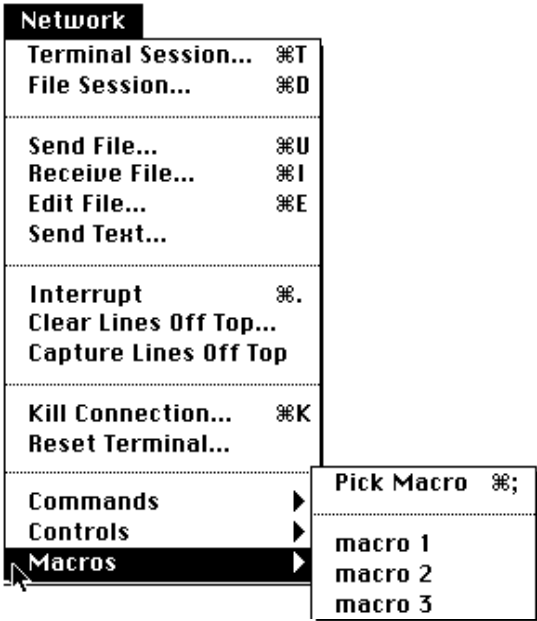 Network
Terminal Session... ⌘T
File Session... ⌘D
Send File... ⌘U
Receive File... ⌘I
Edit File... ⌘E
Send Text...
Interrupt ⌘.
Clear Lines Off Top...
Capture Lines Off Top
Kill Connection... ⌘K
Reset Terminal...
Commands
Controls
Macros
Pick Macro ⌘;
macro 1
macro 2
macro 3